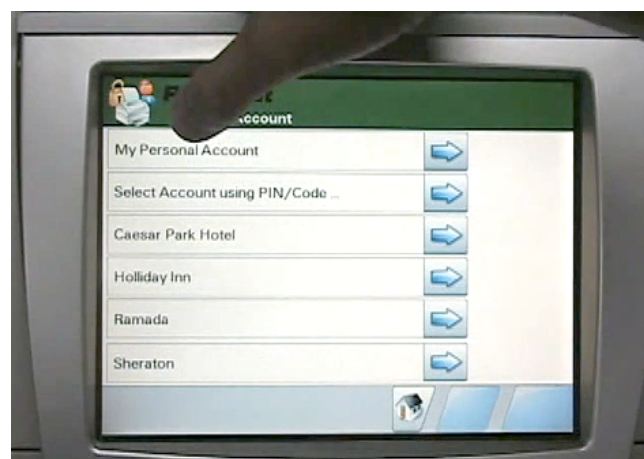 Account
My Personal Account
Select Account using PIN/Code ...
Caesar Park Hotel
Holliday Inn
Ramada
Sheraton